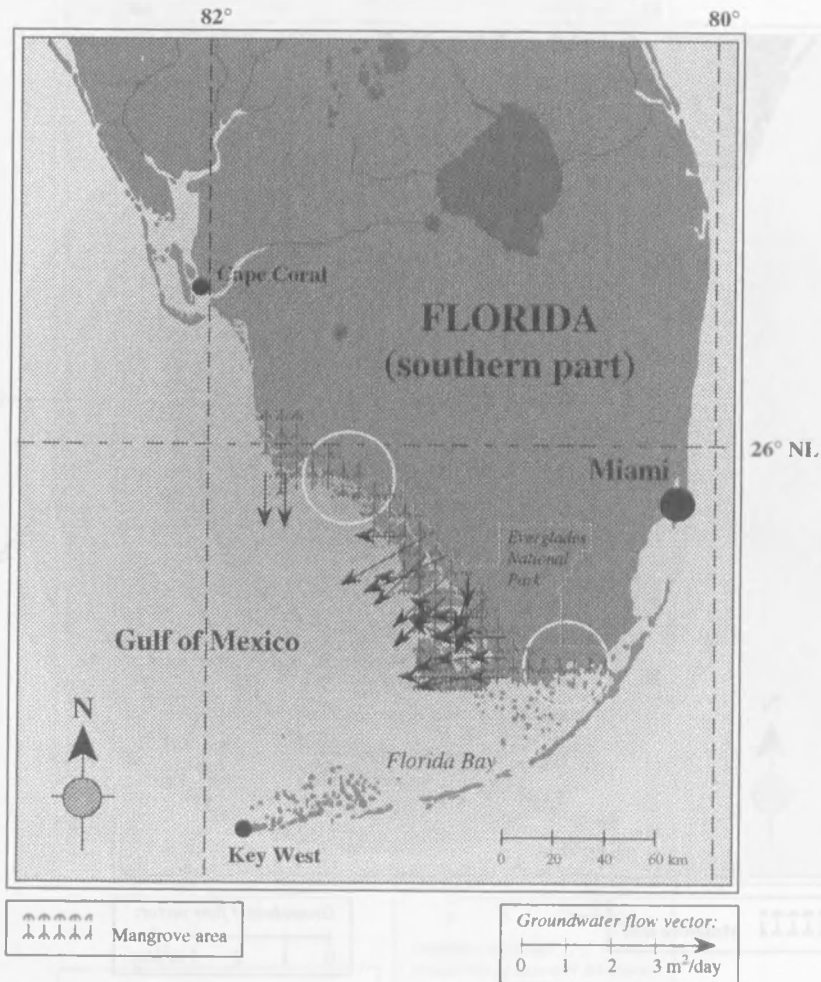 82°
80°
Cape Coral
FLORIDA
(southern part)
26° NL
Miami
Everglades
National
Park
Gulf of Mexico
N
Florida Bay
Key West
0 20 40 60 km
Mangrove area
Groundwater flow vector:
0 1 2 3 m²/day